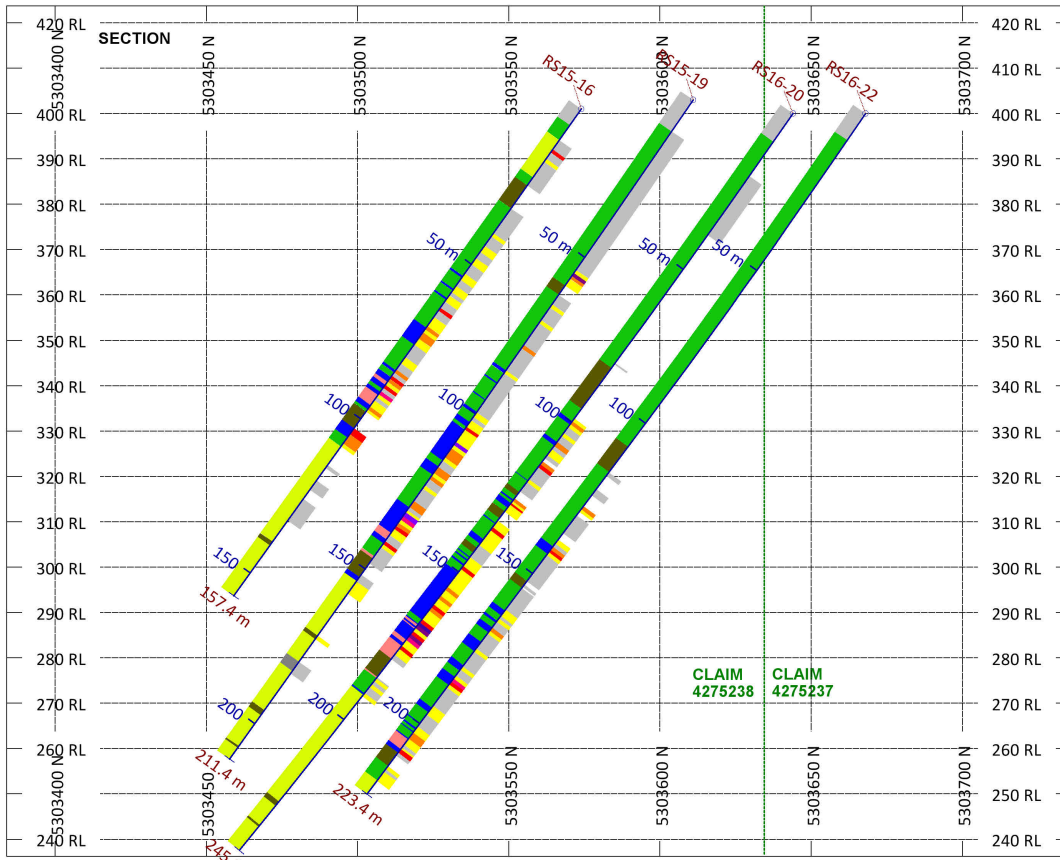 SECTION
420 RL
410 RL
400 RL
390 RL
380 RL
370 RL
360 RL
350 RL
340 RL
330 RL
320 RL
310 RL
300 RL
290 RL
280 RL
270 RL
260 RL
250 RL
240 RL
5303400 N
5303450 N
5303500 N
5303550 N
5303600 N
5303650 N
5303700 N
420 RL
410 RL
400 RL
390 RL
380 RL
370 RL
360 RL
350 RL
340 RL
330 RL
320 RL
310 RL
300 RL
290 RL
280 RL
270 RL
260 RL
250 RL
240 RL
RS15-16
RS15-19
RS16-20
RS16-22
50 m
50 m
50 m
50 m
100
100
100
100
150
150
150
150
200
200
200
157.4 m
211.4 m
245
223.4 m
CLAIM
4275238
CLAIM
4275237
5303400 N
5303450 N
5303550 N
5303600 N
5303650 N
5303700 N